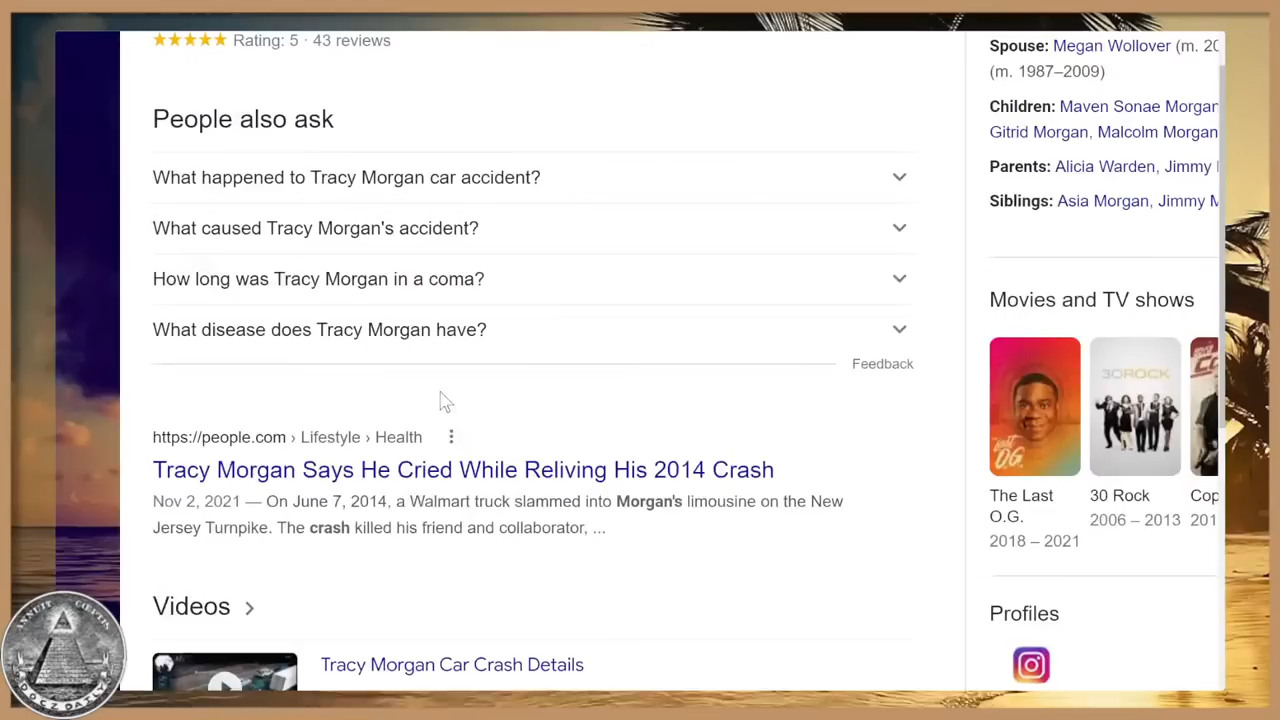 Rating: 5 · 43 reviews
People also ask
What happened to Tracy Morgan car accident?
What caused Tracy Morgan's accident?
How long was Tracy Morgan in a coma?
What disease does Tracy Morgan have?
Feedback
https://people.com › Lifestyle › Health
Tracy Morgan Says He Cried While Reliving His 2014 Crash
Nov 2, 2021 — On June 7, 2014, a Walmart truck slammed into Morgan's limousine on the New
Jersey Turnpike. The crash killed his friend and collaborator, ...
Videos
Tracy Morgan Car Crash Details
Spouse: Megan Wollover (m. 20
(m. 1987–2009)
Children: Maven Sonae Morgan
Gitrid Morgan, Malcolm Morgan
Parents: Alicia Warden, Jimmy
Siblings: Asia Morgan, Jimmy M
Movies and TV shows
30ROCK
The Last
O.G.
2018 – 2021
30 Rock
2006 – 2013
Cop
201
Profiles
ANNUIT CŒPTIS
DOCZ DAILY